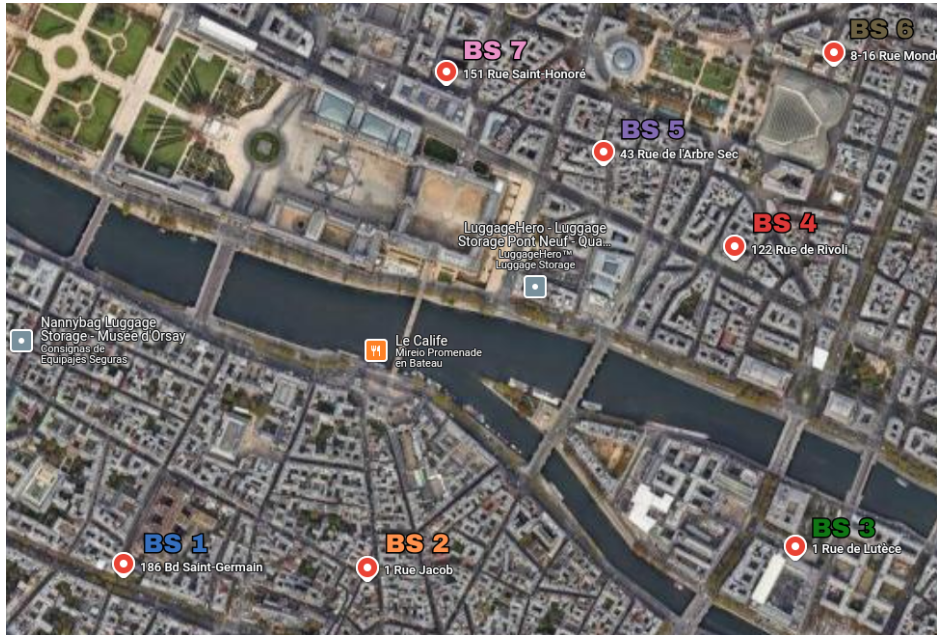 BS 6
8-16 Rue Mond
BS 7
151 Rue Saint-Honoré
BS 5
43 Rue de l'Arbre Sec
BS 4
122 Rue de Rivoli
LuggageHero - Luggage
Storage Pont Neuf - Qua...
LuggageHero™
Luggage Storage
Nannybag Luggage
Storage - Musée d'Orsay
Consignas de
Equipajes Seguras
Le Calife
Mireio Promenade
en Bateau
BS 3
1 Rue de Lutèce
BS 1
186 Bd Saint-Germain
BS 2
1 Rue Jacob